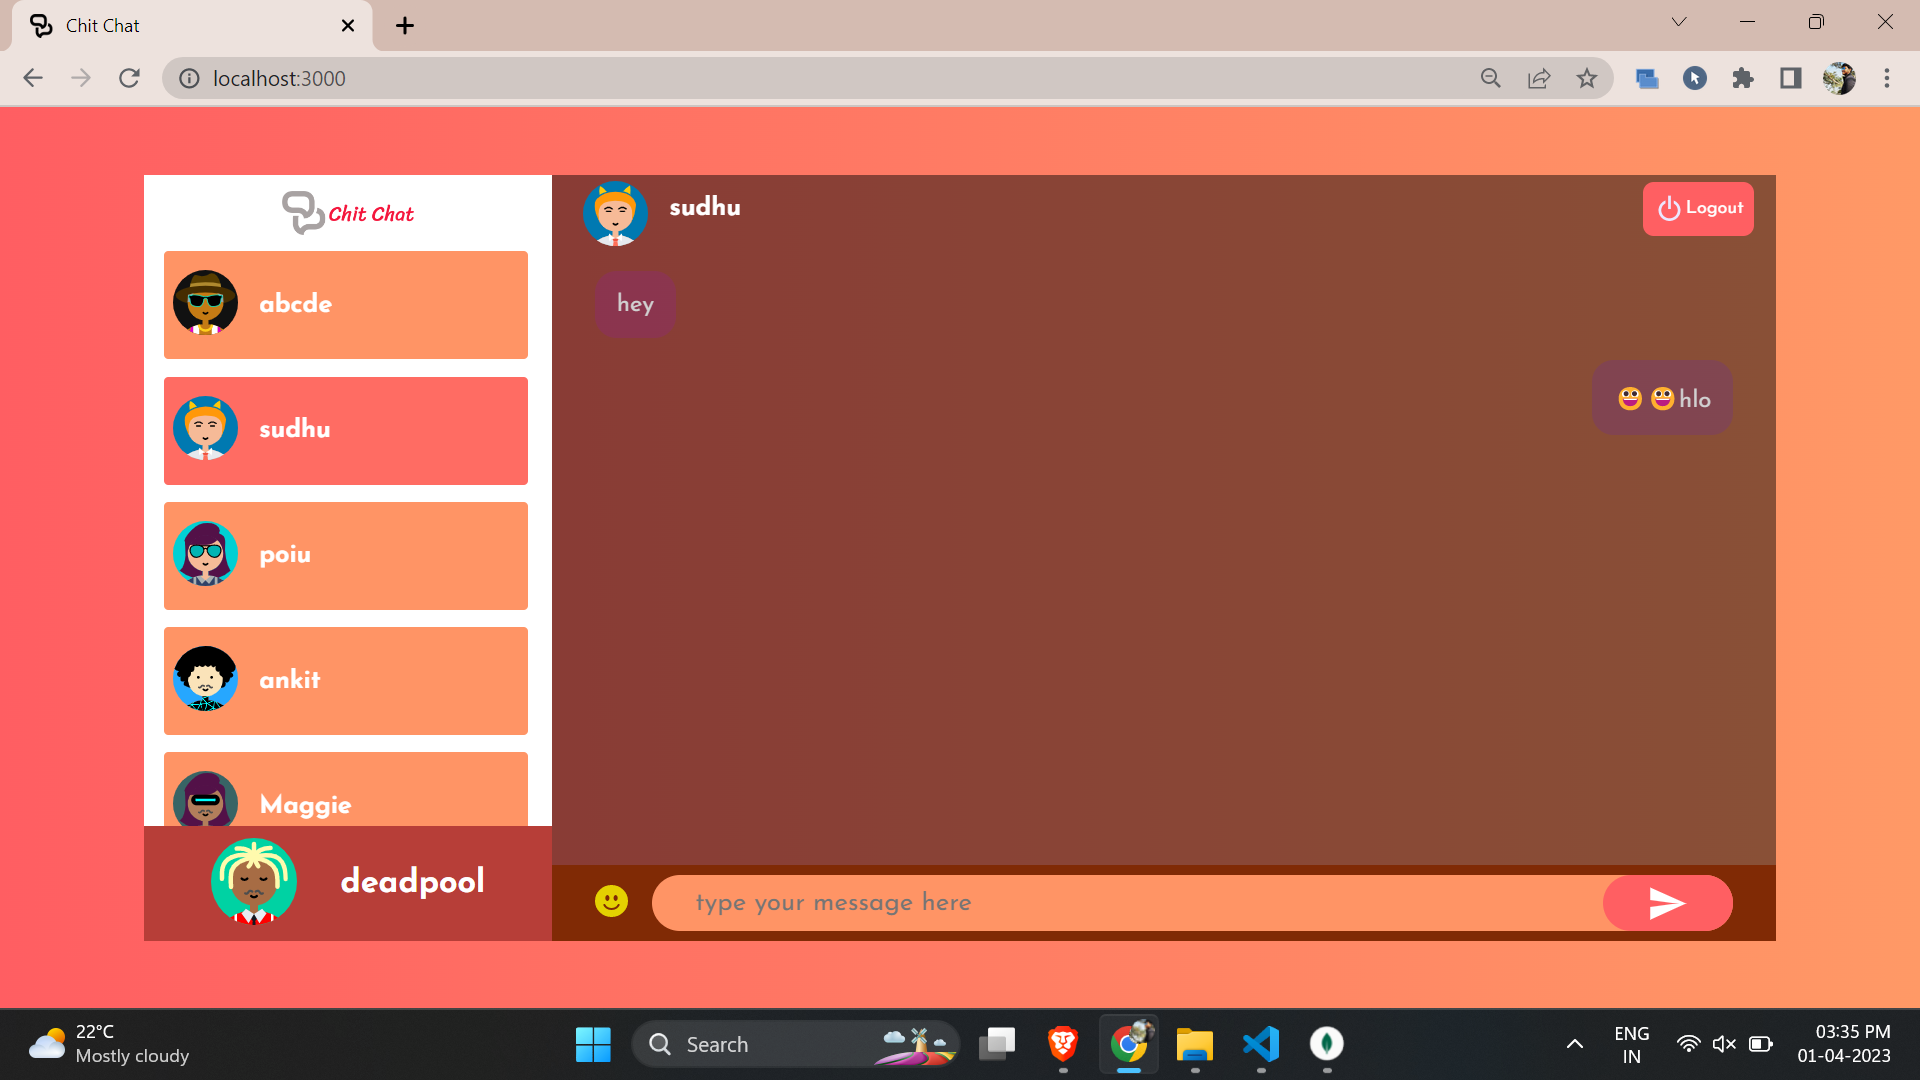 Chit Chat
localhost:3000
Chit Chat
abcde
sudhu
poiu
ankit
Maggie
deadpool
sudhu
Logout
hey
😀😀hlo
type your message here
22°C
Mostly cloudy
Search
ENG
IN
03:35 PM
01-04-2023